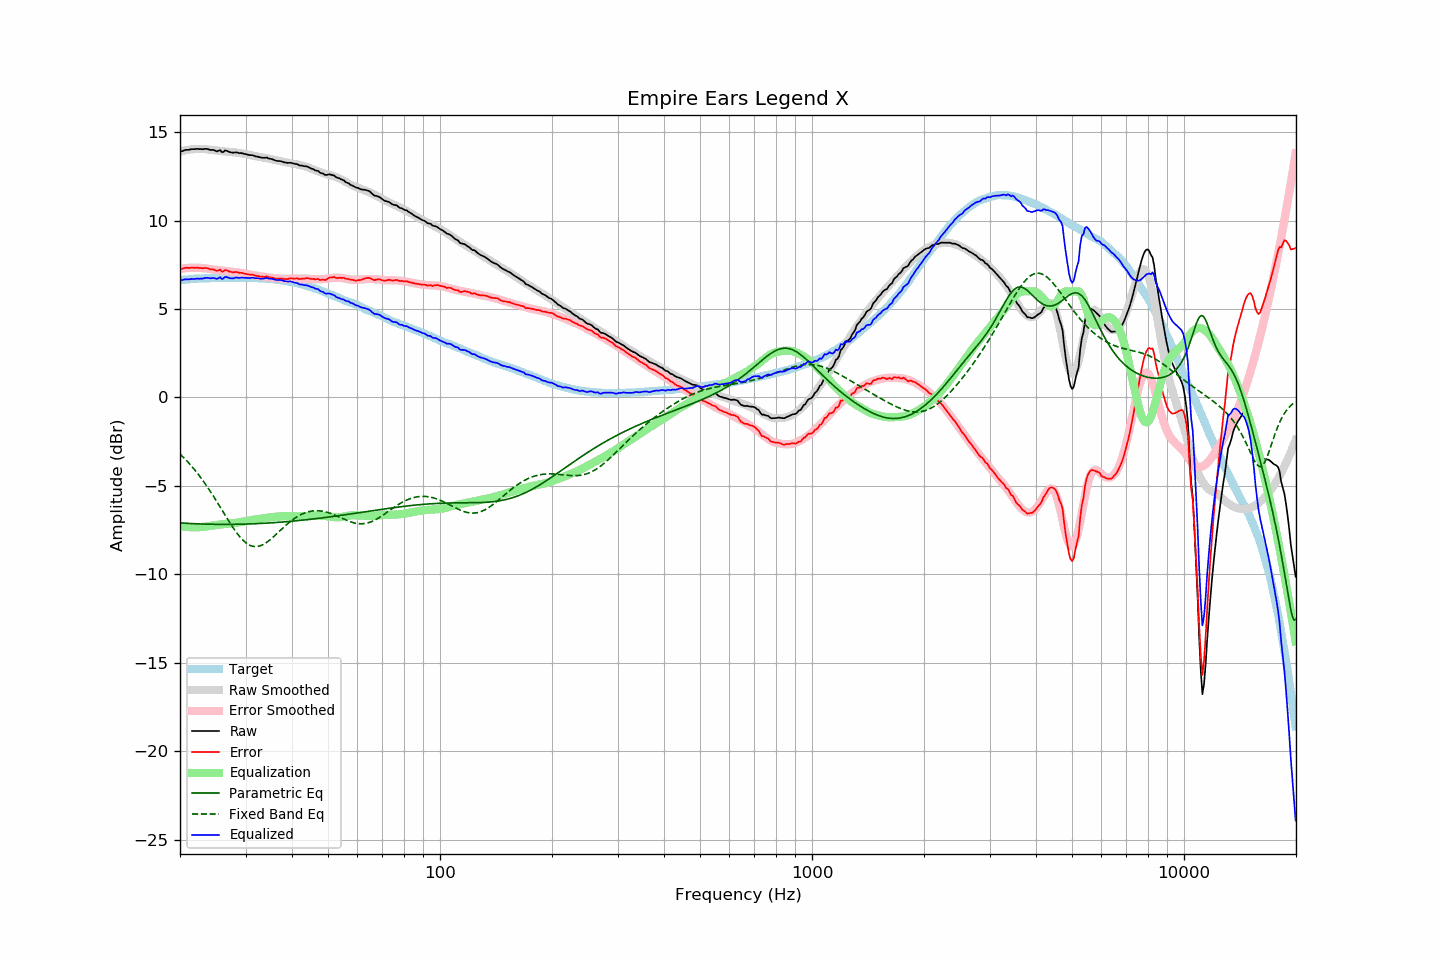 Empire Ears Legend X
Amplitude (dBr)
15
10
5
0
−5
−10
−15
−20
−25
Target
Raw Smoothed
Error Smoothed
Raw
Error
Equalization
Parametric Eq
Fixed Band Eq
Equalized
100
1000
10000
Frequency (Hz)